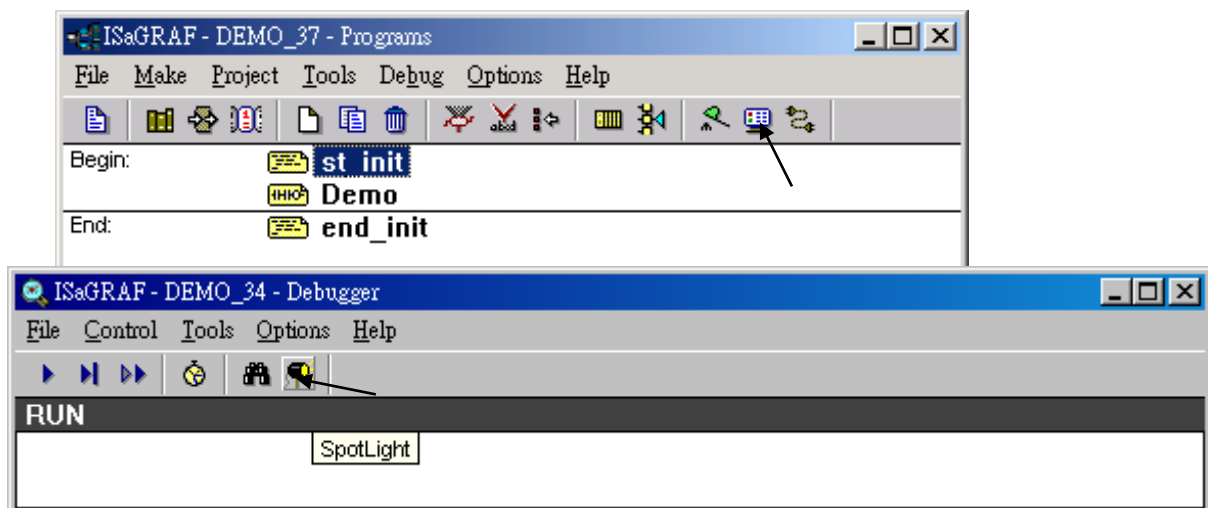 ISaGRAF - DEMO_37 - Programs
File Make Project Tools Debug Options Help
Begin: st_init
Demo
End: end_init
ISaGRAF - DEMO_34 - Debugger
File Control Tools Options Help
RUN
SpotLight